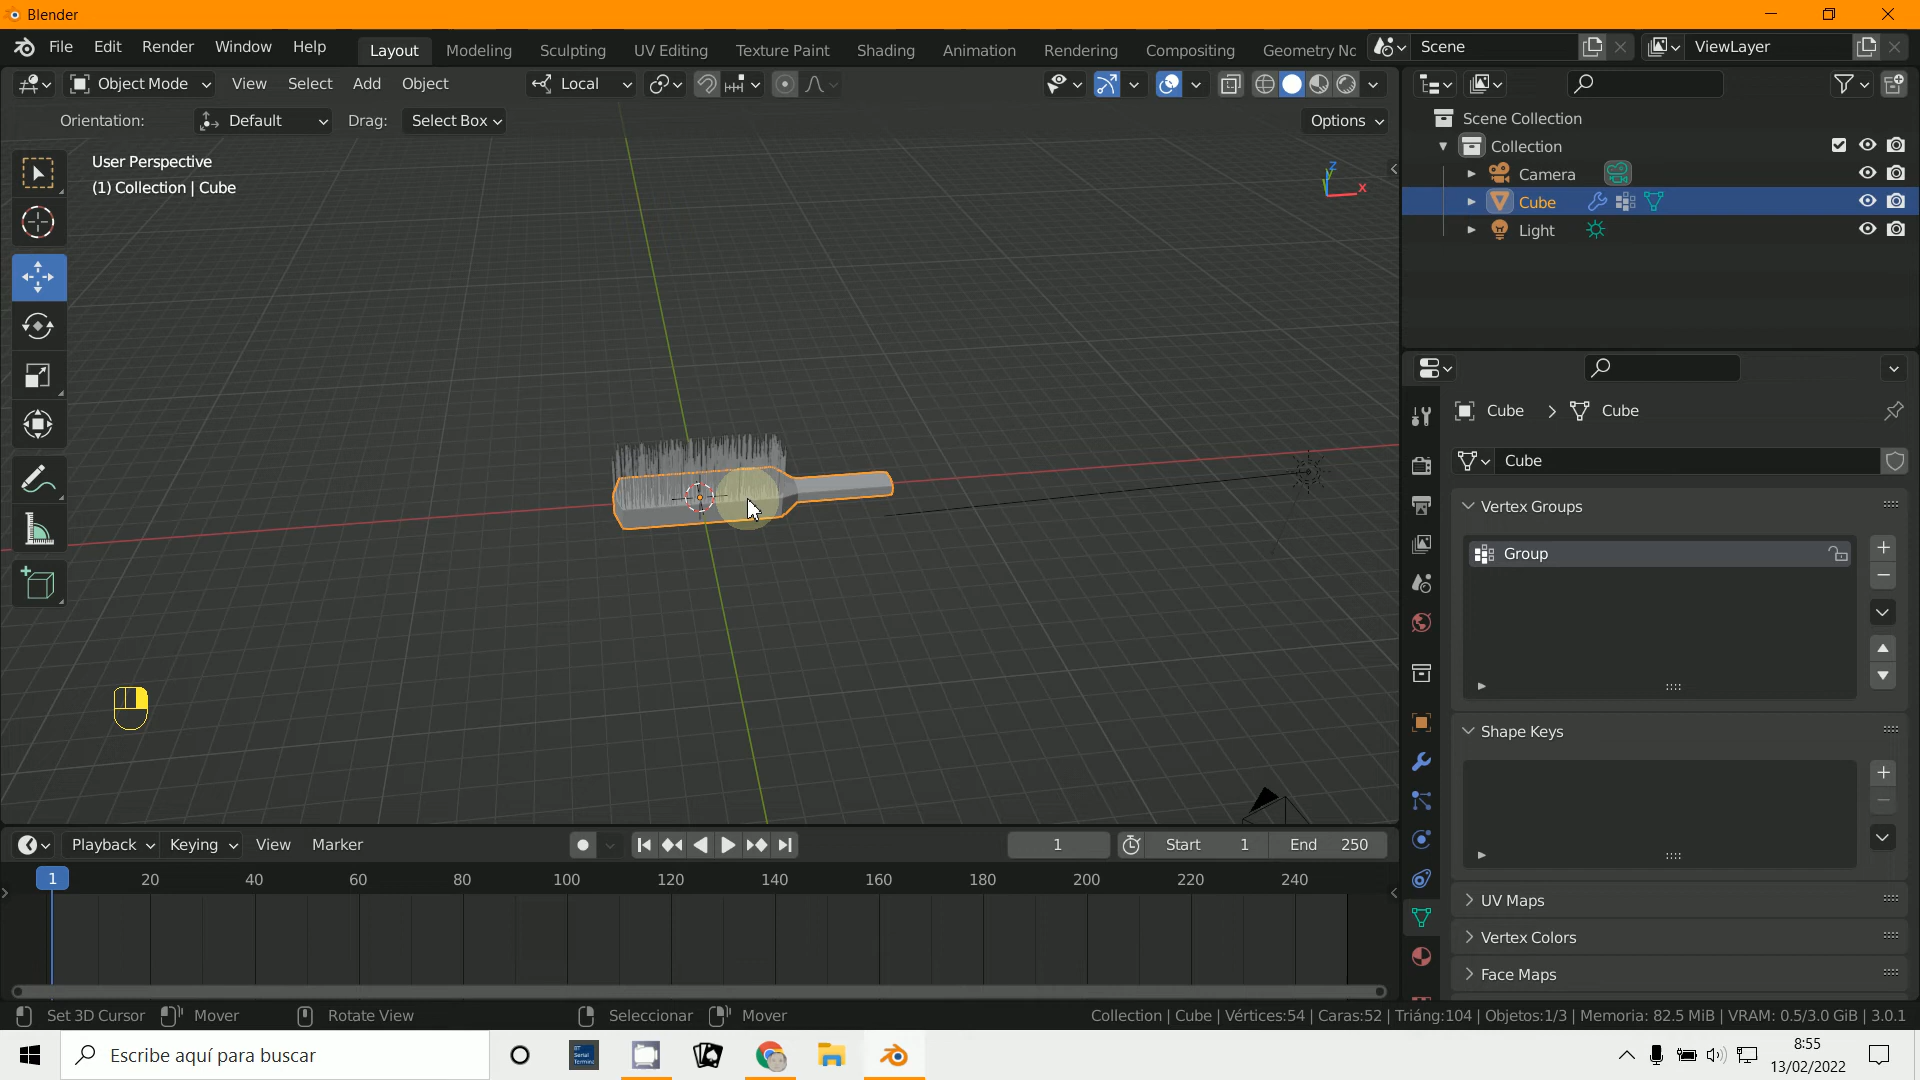 Blender
File Edit Render Window Help Layout Modeling Sculpting UV Editing Texture Paint Shading Animation Rendering Compositing Geometry Nc Scene ViewLayer
Object Mode View Select Add Object Local
Orientation: Default Drag: Select Box Options
User Perspective
(1) Collection | Cube
Z
X
Scene Collection
Collection
Camera
Cube
Light
Cube > Cube
Cube
Vertex Groups
Group
Shape Keys
UV Maps
Vertex Colors
Face Maps
Playback Keying View Marker 1 Start 1 End 250
1 20 40 60 80 100 120 140 160 180 200 220 240
Set 3D Cursor Mover Rotate View Seleccionar Mover Collection | Cube | Vértices:54 | Caras:52 | Triáng:104 | Objetos:1/3 | Memoria: 82.5 MiB | VRAM: 0.5/3.0 GiB | 3.0.1
Escribe aquí para buscar
8:55
13/02/2022